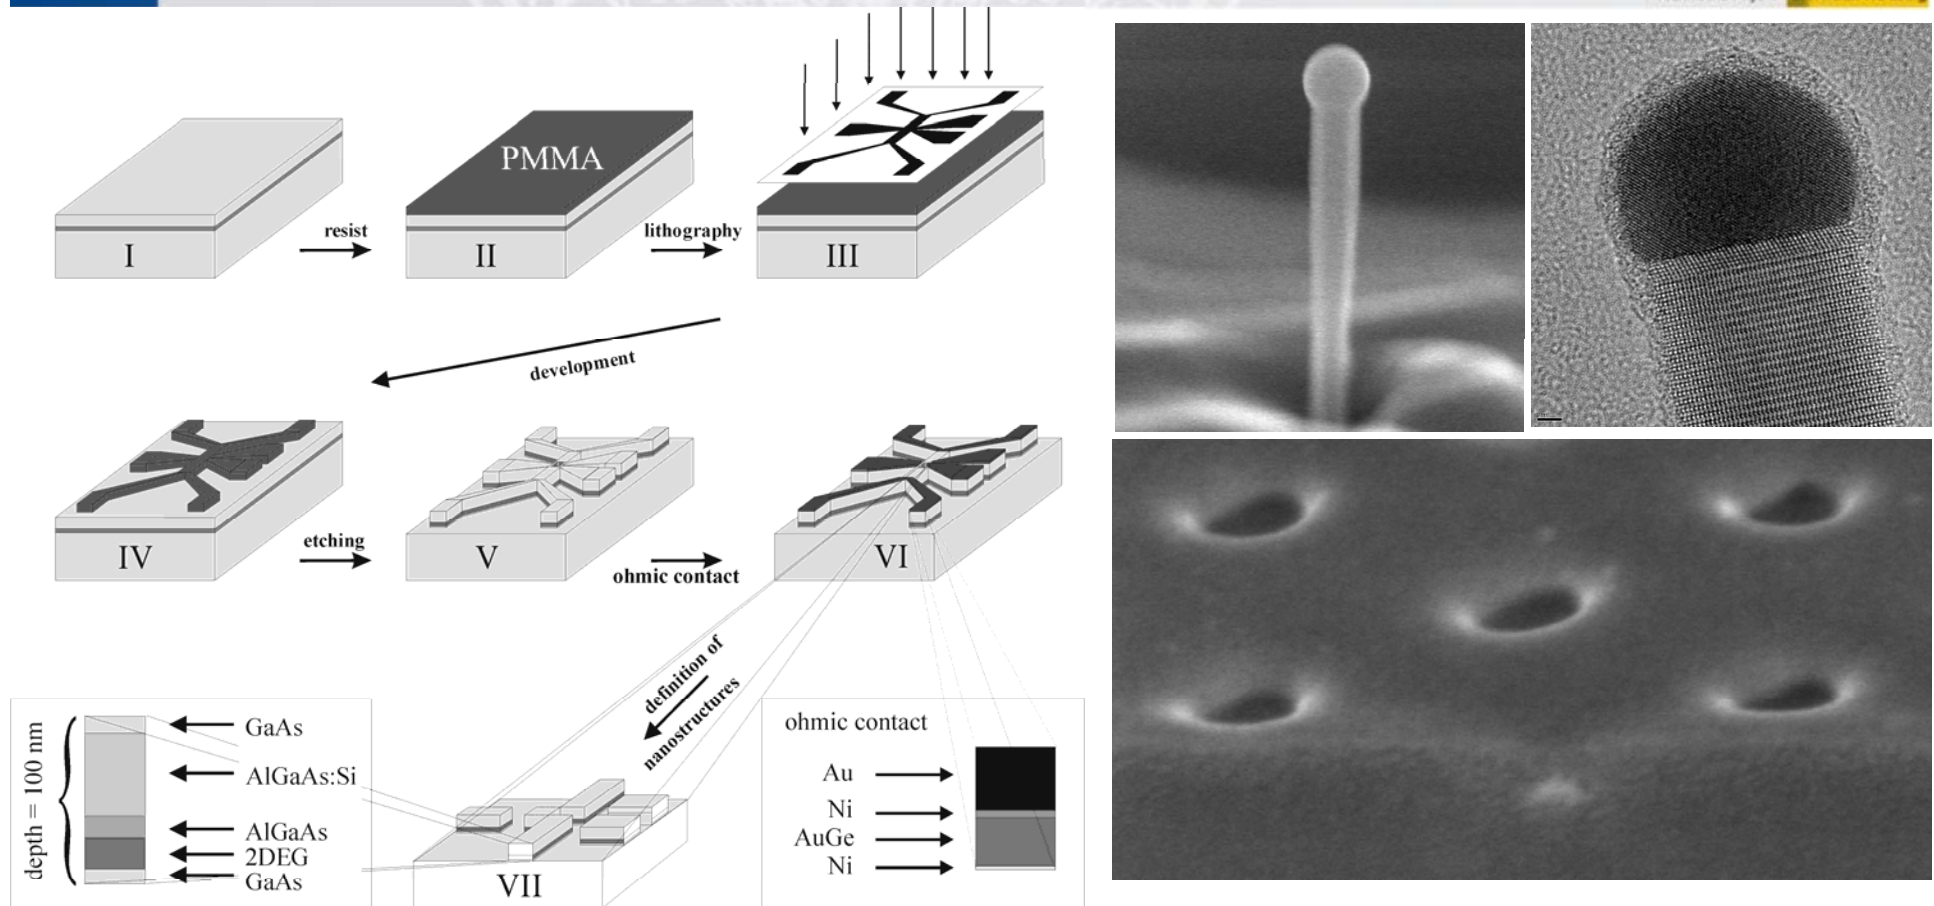 PMMA
I
resist
II
lithography
III
development
IV
etching
V
ohmic contact
VI
definition of
nanostructures
depth = 100 nm
GaAs
AlGaAs:Si
AlGaAs
2DEG
GaAs
VII
ohmic contact
Au
Ni
AuGe
Ni